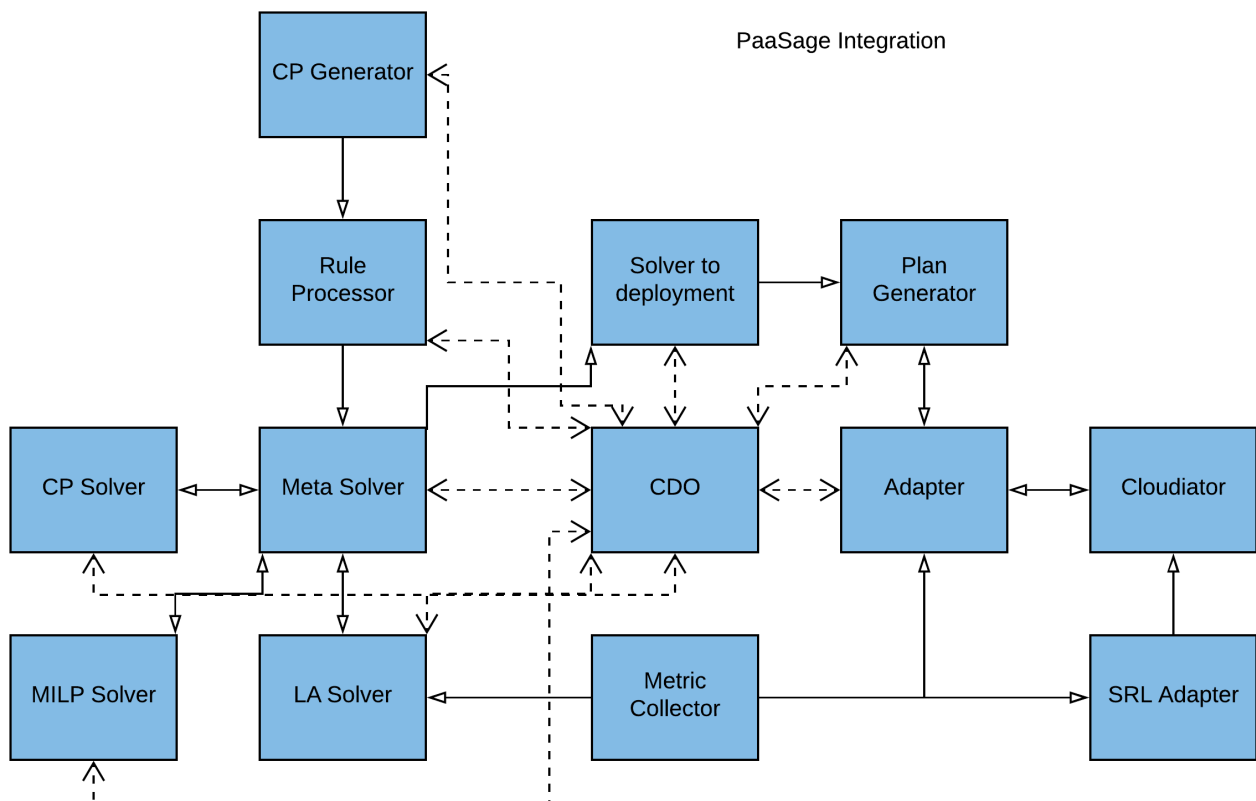 PaaSage Integration
CP Generator
Rule
Processor
Solver to
deployment
Plan
Generator
CP Solver
Meta Solver
CDO
Adapter
Cloudiator
MILP Solver
LA Solver
Metric
Collector
SRL Adapter